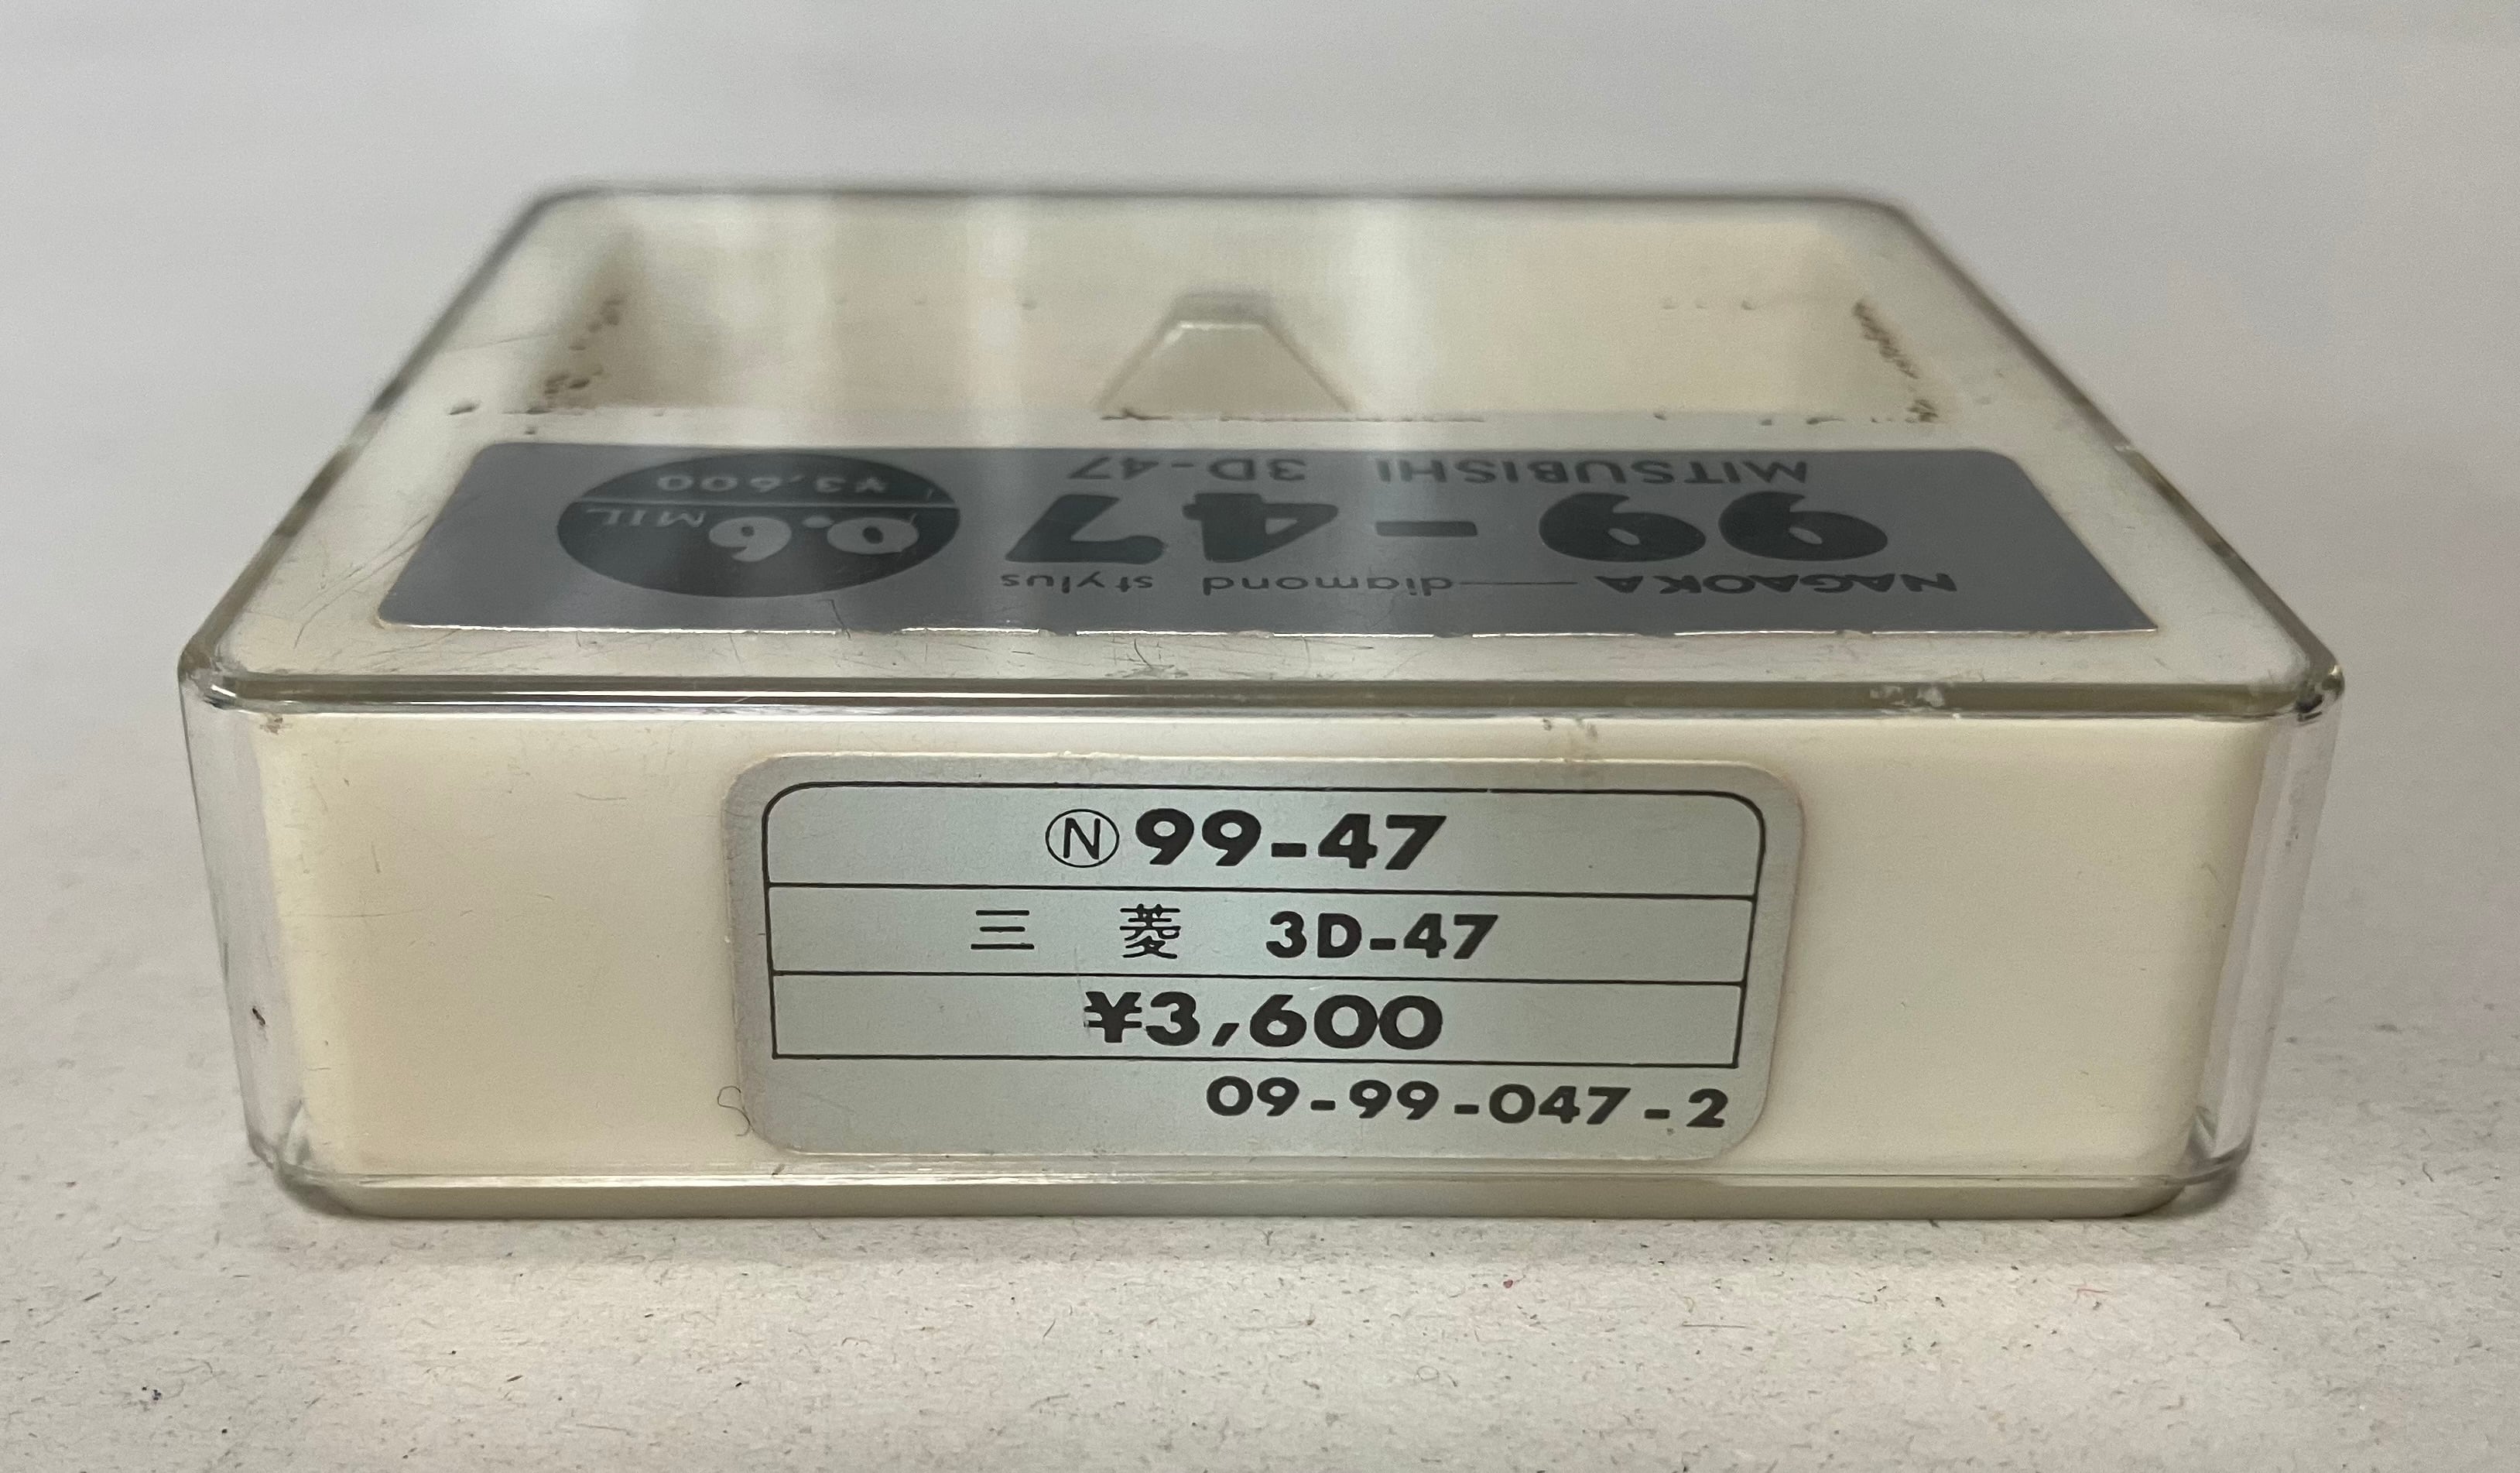 NAGAOKA — diamond stylus
99-47
MITSUBISHI 3D-47
0.6 MIL
¥3,600
Ⓝ 99-47
三菱 3D-47
¥3,600
09-99-047-2